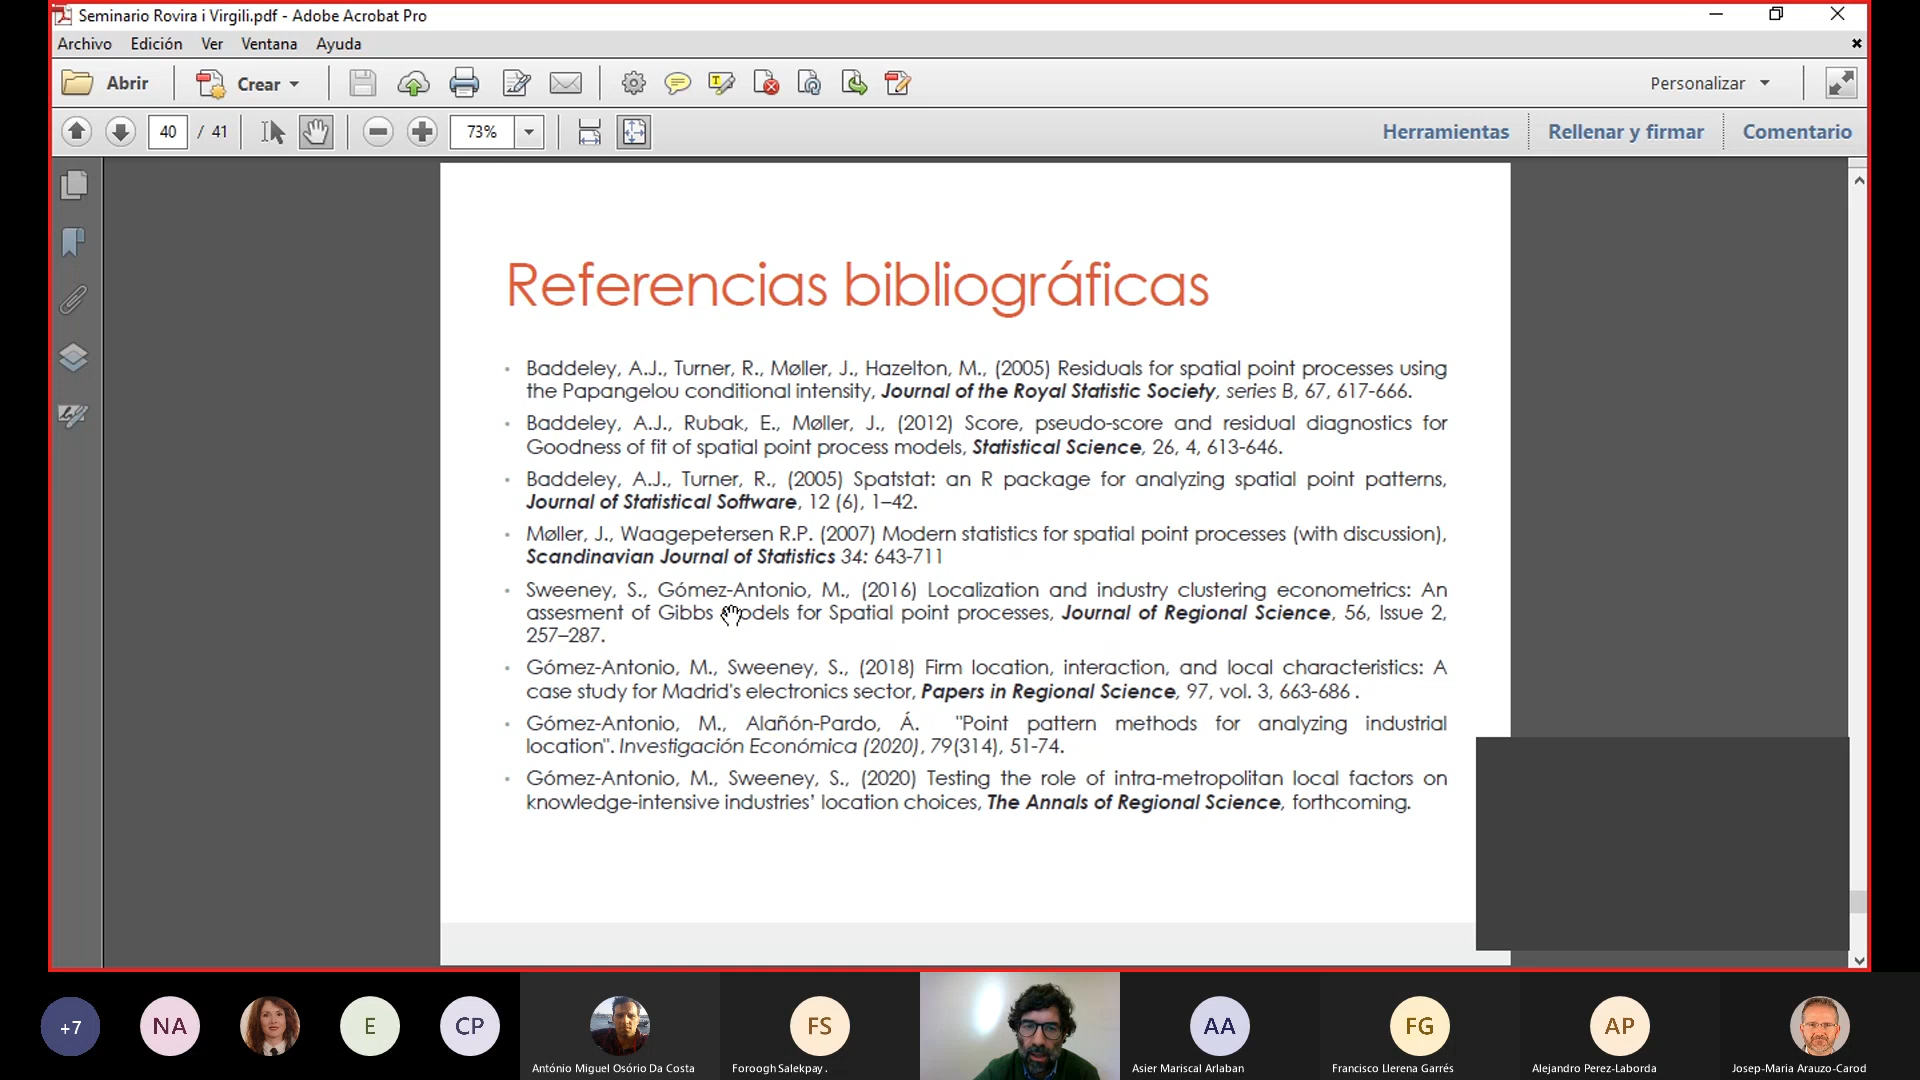 Seminario Rovira i Virgili.pdf - Adobe Acrobat Pro
Archivo Edición Ver Ventana Ayuda
Abrir Crear Personalizar
40 / 41 73% Herramientas Rellenar y firmar Comentario
Referencias bibliográficas
• Baddeley, A.J., Turner, R., Møller, J., Hazelton, M., (2005) Residuals for spatial point processes using
the Papangelou conditional intensity, Journal of the Royal Statistic Society, series B, 67, 617-666.
• Baddeley, A.J., Rubak, E., Møller, J., (2012) Score, pseudo-score and residual diagnostics for
Goodness of fit of spatial point process models, Statistical Science, 26, 4, 613-646.
• Baddeley, A.J., Turner, R., (2005) Spatstat: an R package for analyzing spatial point patterns,
Journal of Statistical Software, 12 (6), 1–42.
• Møller, J., Waagepetersen R.P. (2007) Modern statistics for spatial point processes (with discussion),
Scandinavian Journal of Statistics 34: 643-711
• Sweeney, S., Gómez-Antonio, M., (2016) Localization and industry clustering econometrics: An
assesment of Gibbs models for Spatial point processes, Journal of Regional Science, 56, Issue 2,
257–287.
• Gómez-Antonio, M., Sweeney, S., (2018) Firm location, interaction, and local characteristics: A
case study for Madrid's electronics sector, Papers in Regional Science, 97, vol. 3, 663-686 .
• Gómez-Antonio, M., Alañón-Pardo, Á. "Point pattern methods for analyzing industrial
location". Investigación Económica (2020), 79(314), 51-74.
• Gómez-Antonio, M., Sweeney, S., (2020) Testing the role of intra-metropolitan local factors on
knowledge-intensive industries' location choices, The Annals of Regional Science, forthcoming.
+7 NA E CP FS AA FG AP
António Miguel Osório Da Costa Foroogh Salekpay . Asier Mariscal Arlaban Francisco Llerena Garrés Alejandro Perez-Laborda Josep-Maria Arauzo-Carod